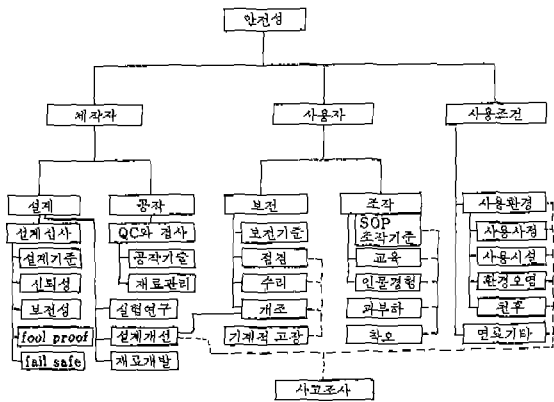 안전성
제작자
사용자
사용조건
설계
공작
보전
조작
사용환경
설계심사
QC와 검사
보전기준
SOP
조작기준
사용사정
설계기준
공작기술
점검
교육
사용시설
신뢰성
재료관리
수리
인물경험
환경오염
보전성
실험연구
개조
과부하
fool proof
설계개선
기계적 고장
착오
연료기타
fail safe
재료개발
사고조사